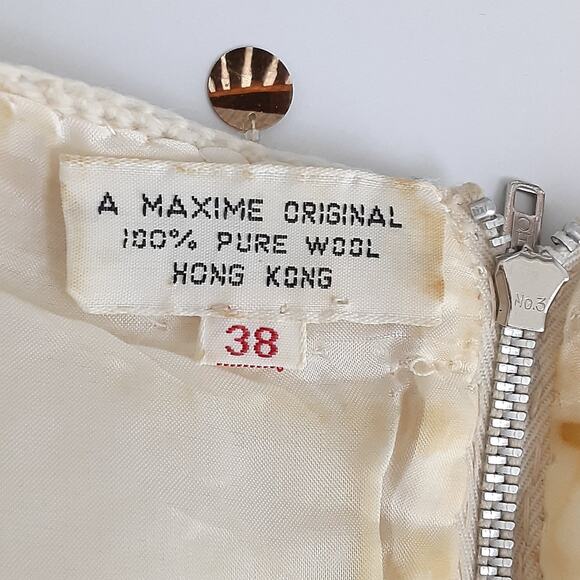 A MAXIME ORIGINAL
100% PURE WOOL
HONG KONG
38
No.3